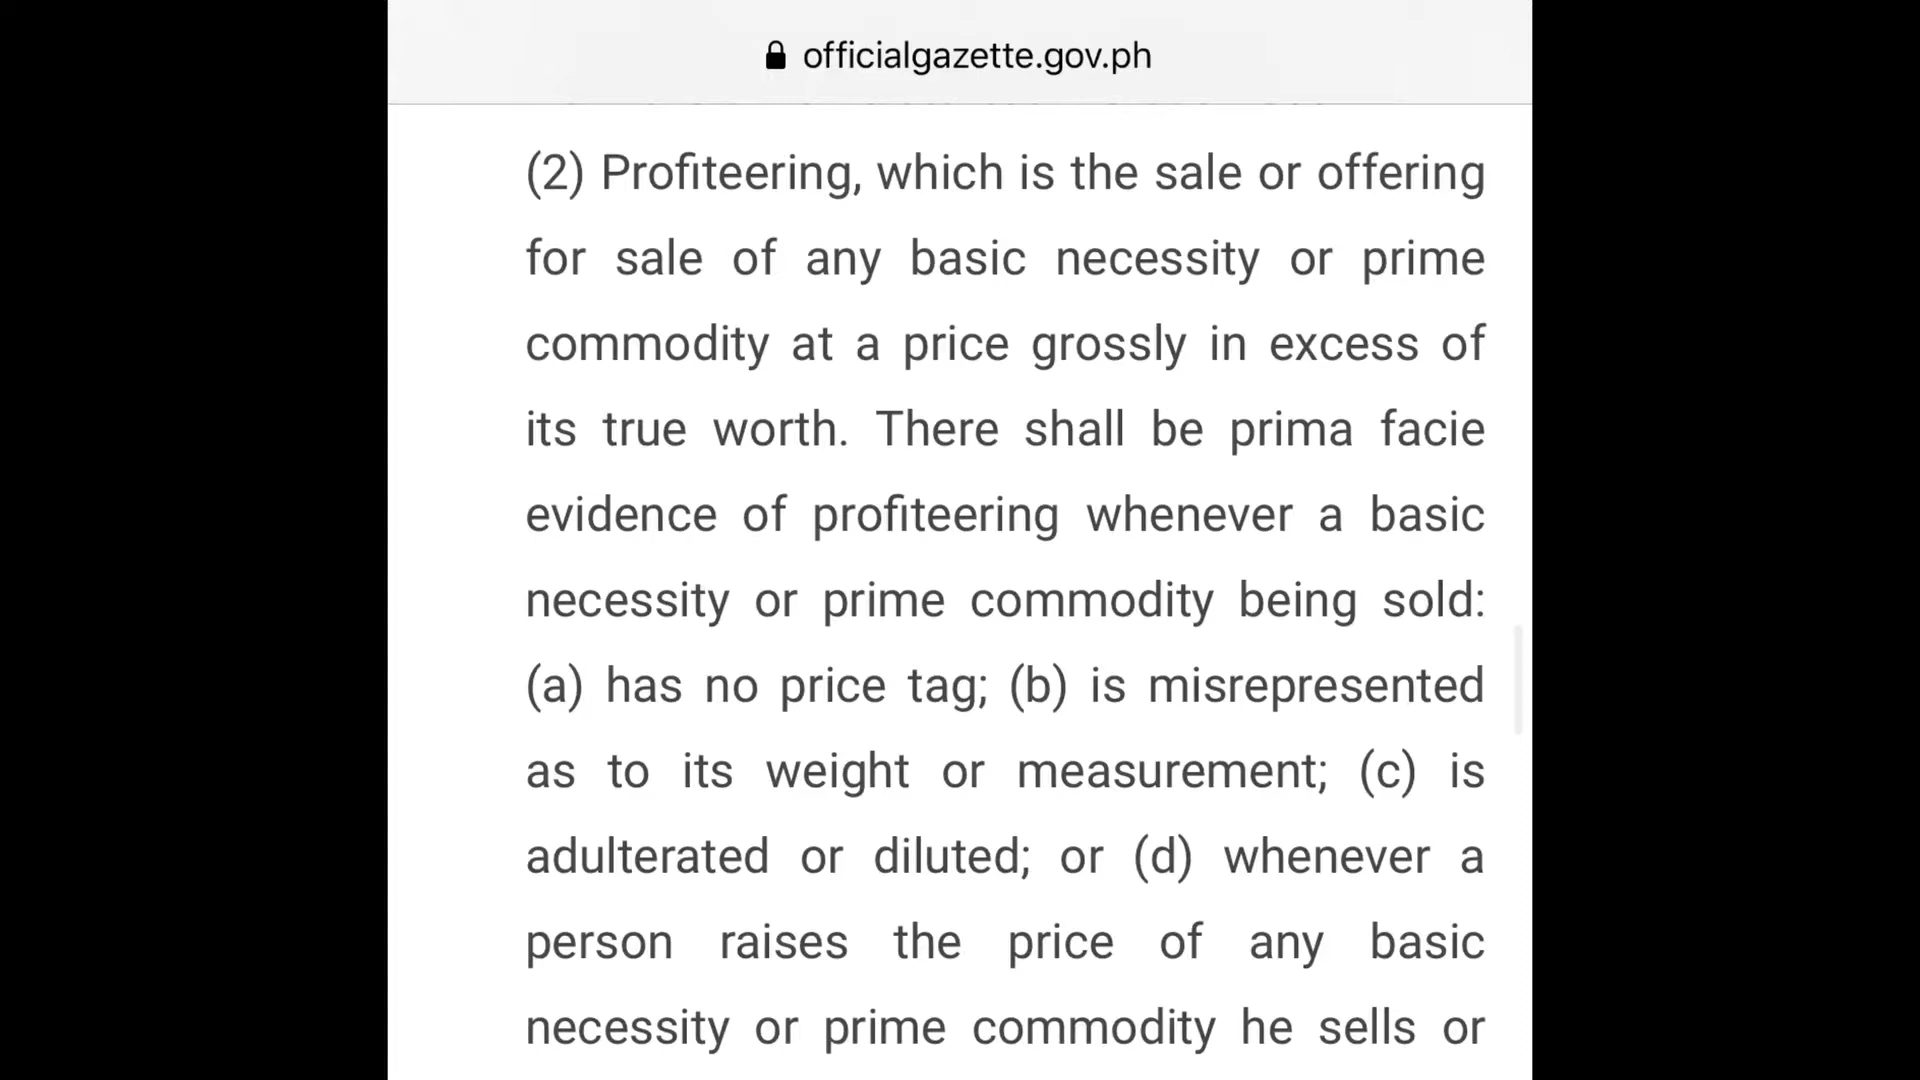 officialgazette.gov.ph
(2) Profiteering, which is the sale or offering
for sale of any basic necessity or prime
commodity at a price grossly in excess of
its true worth. There shall be prima facie
evidence of profiteering whenever a basic
necessity or prime commodity being sold:
(a) has no price tag; (b) is misrepresented
as to its weight or measurement; (c) is
adulterated or diluted; or (d) whenever a
person raises the price of any basic
necessity or prime commodity he sells or